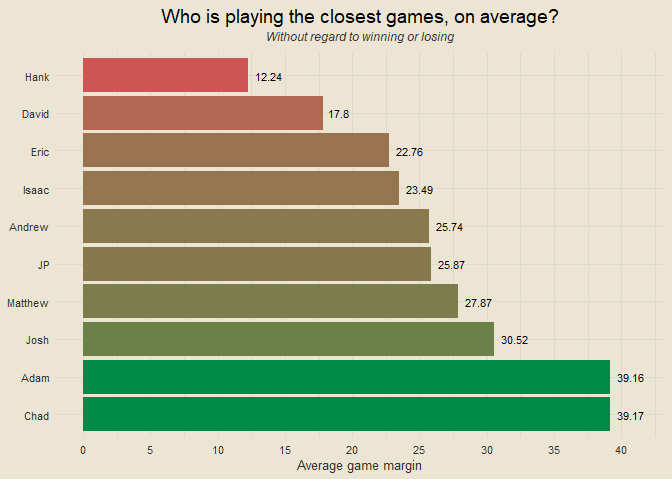 Who is playing the closest games, on average?
Without regard to winning or losing
Hank 12.24
David 17.8
Eric 22.76
Isaac 23.49
Andrew 25.74
JP 25.87
Matthew 27.87
Josh 30.52
Adam 39.16
Chad 39.17
0 5 10 15 20 25 30 35 40
Average game margin